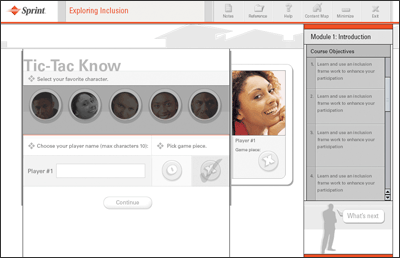 Sprint. Exploring Inclusion
Notes Reference Help Content Map Minimize Exit
Tic-Tac Know
Select your favorite character.
Choose your player name (max characters 10)
Pick game piece.
Player #1
Continue
Player #1
Game piece
Module 1: Introduction
Course Objectives
1. Learn and use an inclusion
frame work to enhance your
participation
2. Learn and use an inclusion
frame work to enhance your
participation
3. Learn and use an inclusion
frame work to enhance your
participation
4. Learn and use an inclusion
frame work to enhance your
participation
What's next